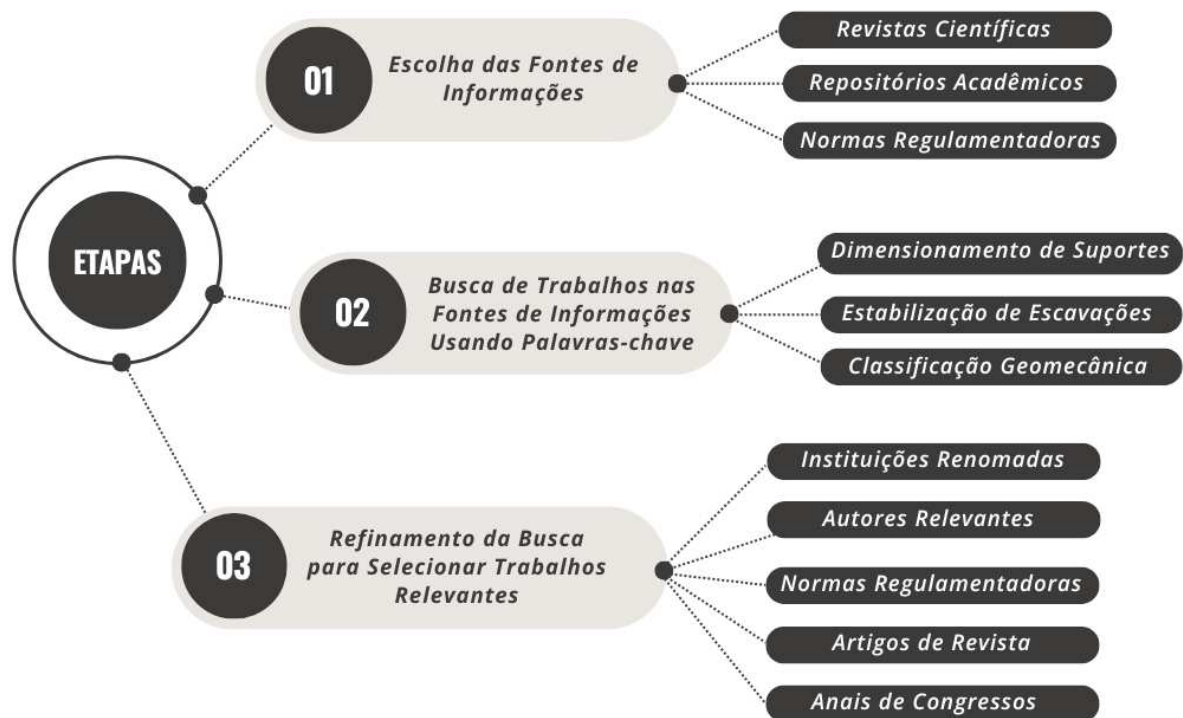 ETAPAS
01
Escolha das Fontes de
Informações
Revistas Científicas
Repositórios Acadêmicos
Normas Regulamentadoras
02
Busca de Trabalhos nas
Fontes de Informações
Usando Palavras-chave
Dimensionamento de Suportes
Estabilização de Escavações
Classificação Geomecânica
03
Refinamento da Busca
para Selecionar Trabalhos
Relevantes
Instituições Renomadas
Autores Relevantes
Normas Regulamentadoras
Artigos de Revista
Anais de Congressos